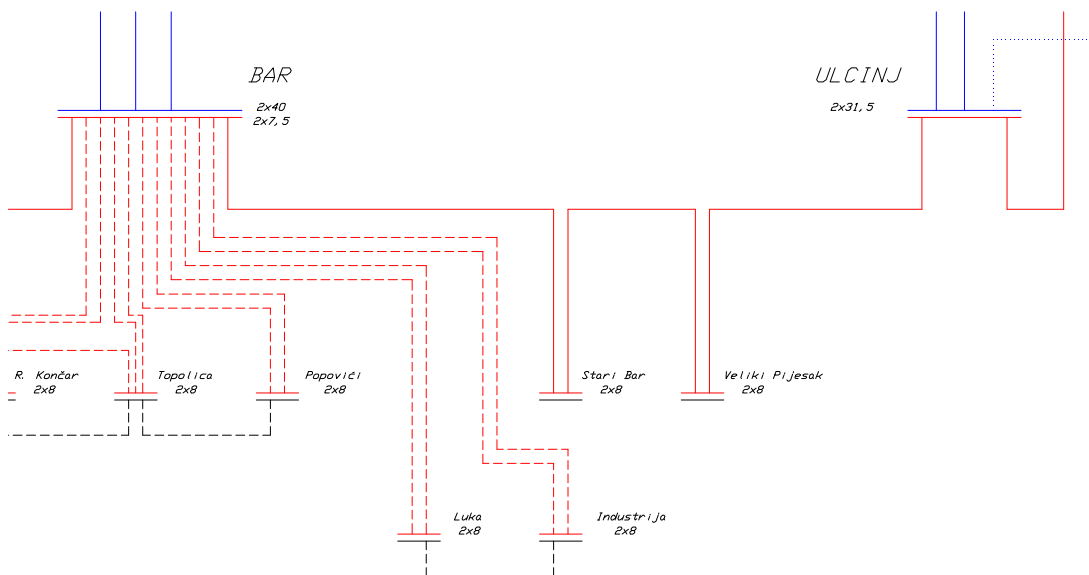 BAR
2x40
2x7,5
ULCINJ
2x31,5
R. Končar
2x8
Topolica
2x8
Popovići
2x8
Stari Bar
2x8
Veliki Pijesak
2x8
Luka
2x8
Industrija
2x8